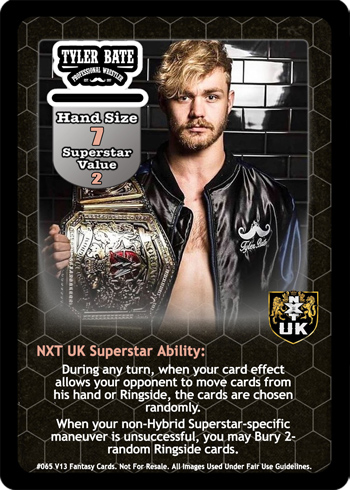 TYLER BATE
PROFESSIONAL WRESTLER
Hand Size
7
Superstar
Value
2
Tyler Bate
NXT
UK
NXT UK Superstar Ability:
During any turn, when your card effect
allows your opponent to move cards from
his hand or Ringside, the cards are chosen
randomly.
When your non-Hybrid Superstar-specific
maneuver is unsuccessful, you may Bury 2-
random Ringside cards.
#065 V13 Fantasy Cards. Not For Resale. All Images Used Under Fair Use Guidelines.